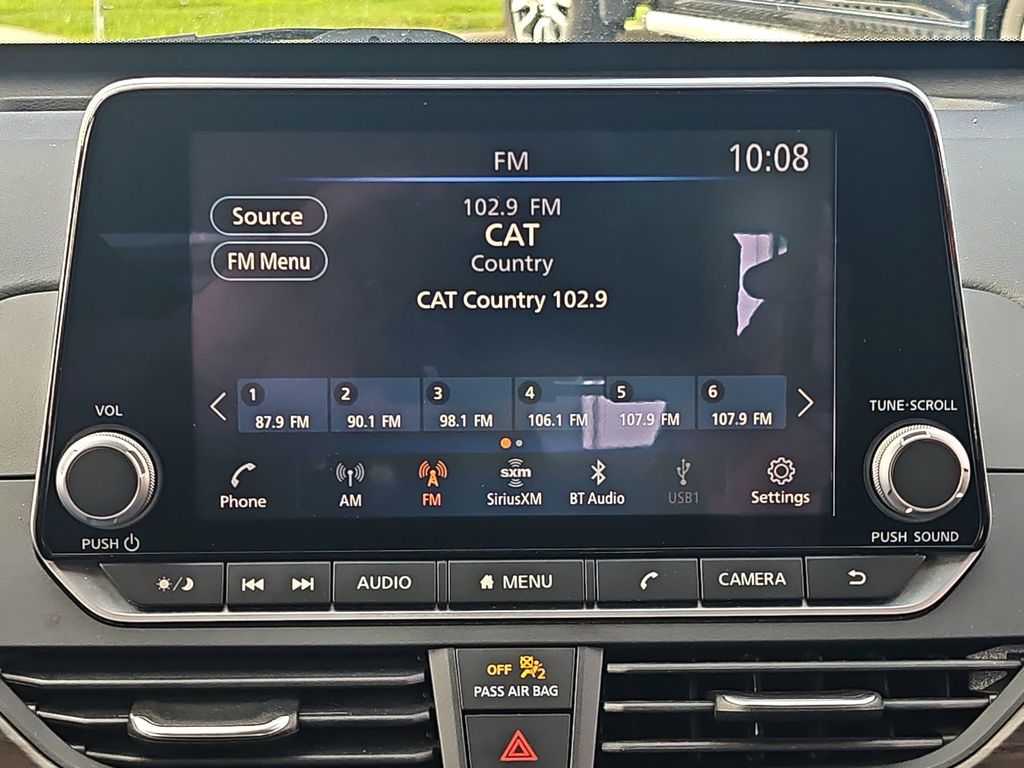 FM
10:08
Source
FM Menu
102.9 FM
CAT
Country
CAT Country 102.9
1
87.9 FM
2
90.1 FM
3
98.1 FM
4
106.1 FM
5
107.9 FM
6
107.9 FM
VOL
PUSH
TUNE·SCROLL
PUSH SOUND
Phone
AM
FM
sxm
SiriusXM
BT Audio
USB1
Settings
AUDIO
MENU
CAMERA
OFF 2
PASS AIR BAG